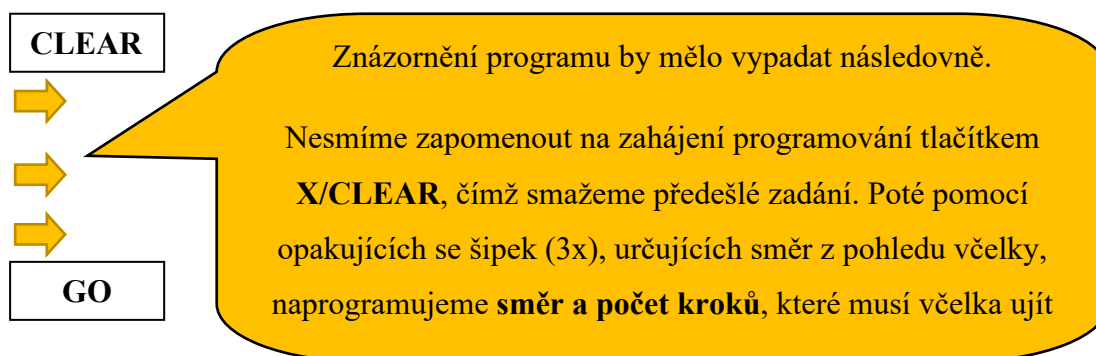 CLEAR
GO
Znázornění programu by mělo vypadat následovně.
Nesmíme zapomenout na zahájení programování tlačítkem
X/CLEAR, čímž smažeme předešlé zadání. Poté pomocí
opakujících se šipek (3x), určujících směr z pohledu včelky,
naprogramujeme směr a počet kroků, které musí včelka ujít